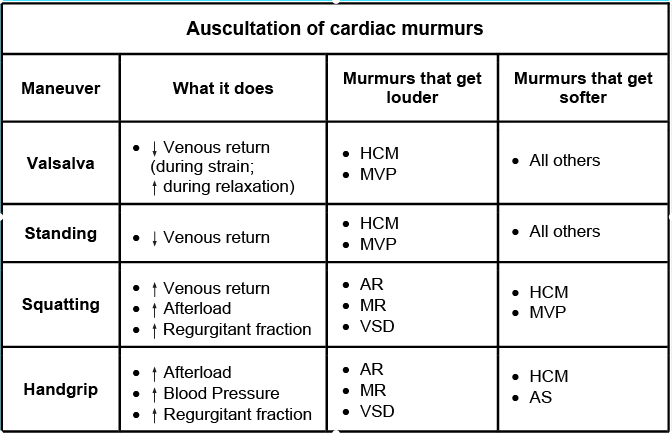 Auscultation of cardiac murmurs
Maneuver
What it does
Murmurs that get
louder
Murmurs that get
softer
Valsalva
• ↓ Venous return
(during strain;
↑ during relaxation)
• HCM
• MVP
• All others
Standing
• ↓ Venous return
• HCM
• MVP
• All others
Squatting
• ↑ Venous return
• ↑ Afterload
• ↑ Regurgitant fraction
• AR
• MR
• VSD
• HCM
• MVP
Handgrip
• ↑ Afterload
• ↑ Blood Pressure
• ↑ Regurgitant fraction
• AR
• MR
• VSD
• HCM
• AS